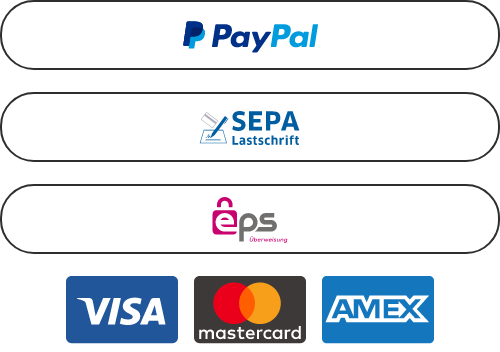 PayPal
SEPA
Lastschrift
eps
Überweisung
VISA
mastercard
AMEX